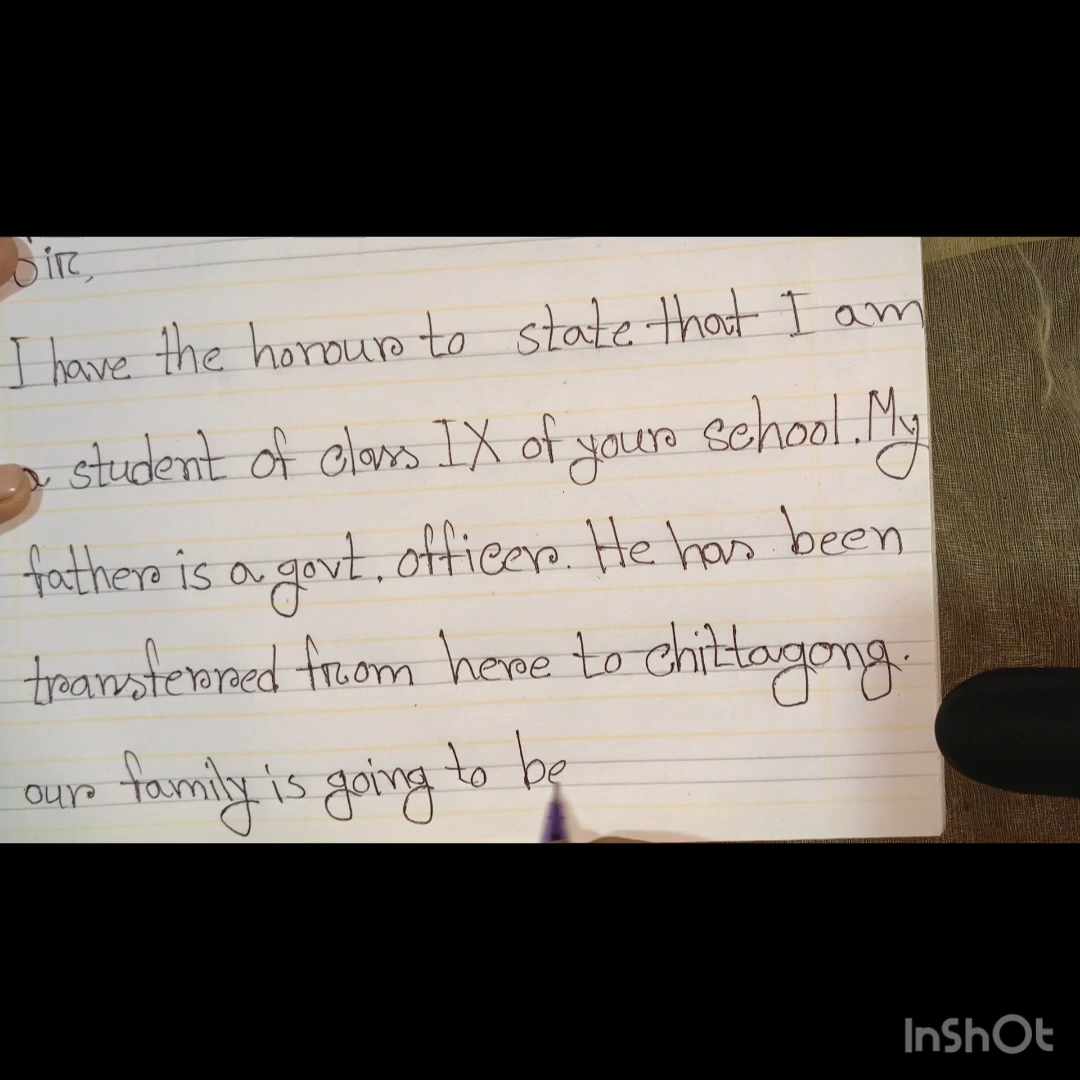 Sir,
I have the honour to state that I am
a student of class IX of your school. My
father is a govt. officer. He has been
transferred from here to chittagong.
our family is going to be
InShOt